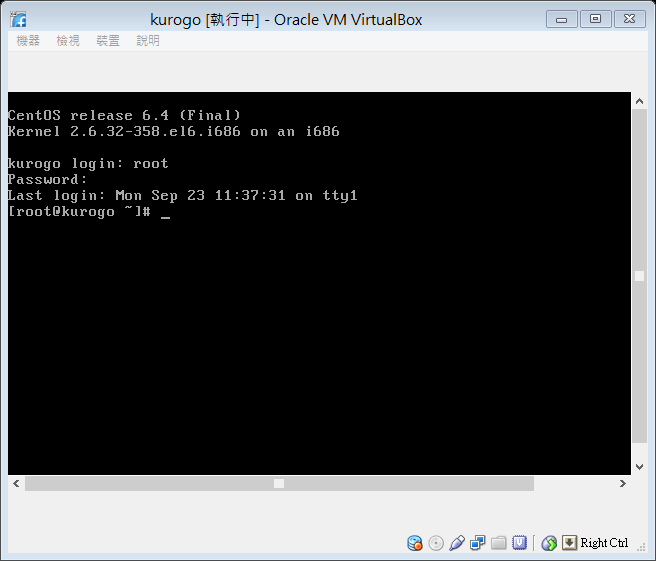 kurogo [執行中] - Oracle VM VirtualBox
機器 檢視 裝置 說明
CentOS release 6.4 (Final)
Kernel 2.6.32-358.el6.i686 on an i686
kurogo login: root
Password:
Last login: Mon Sep 23 11:37:31 on tty1
[root@kurogo ~]# _
Right Ctrl